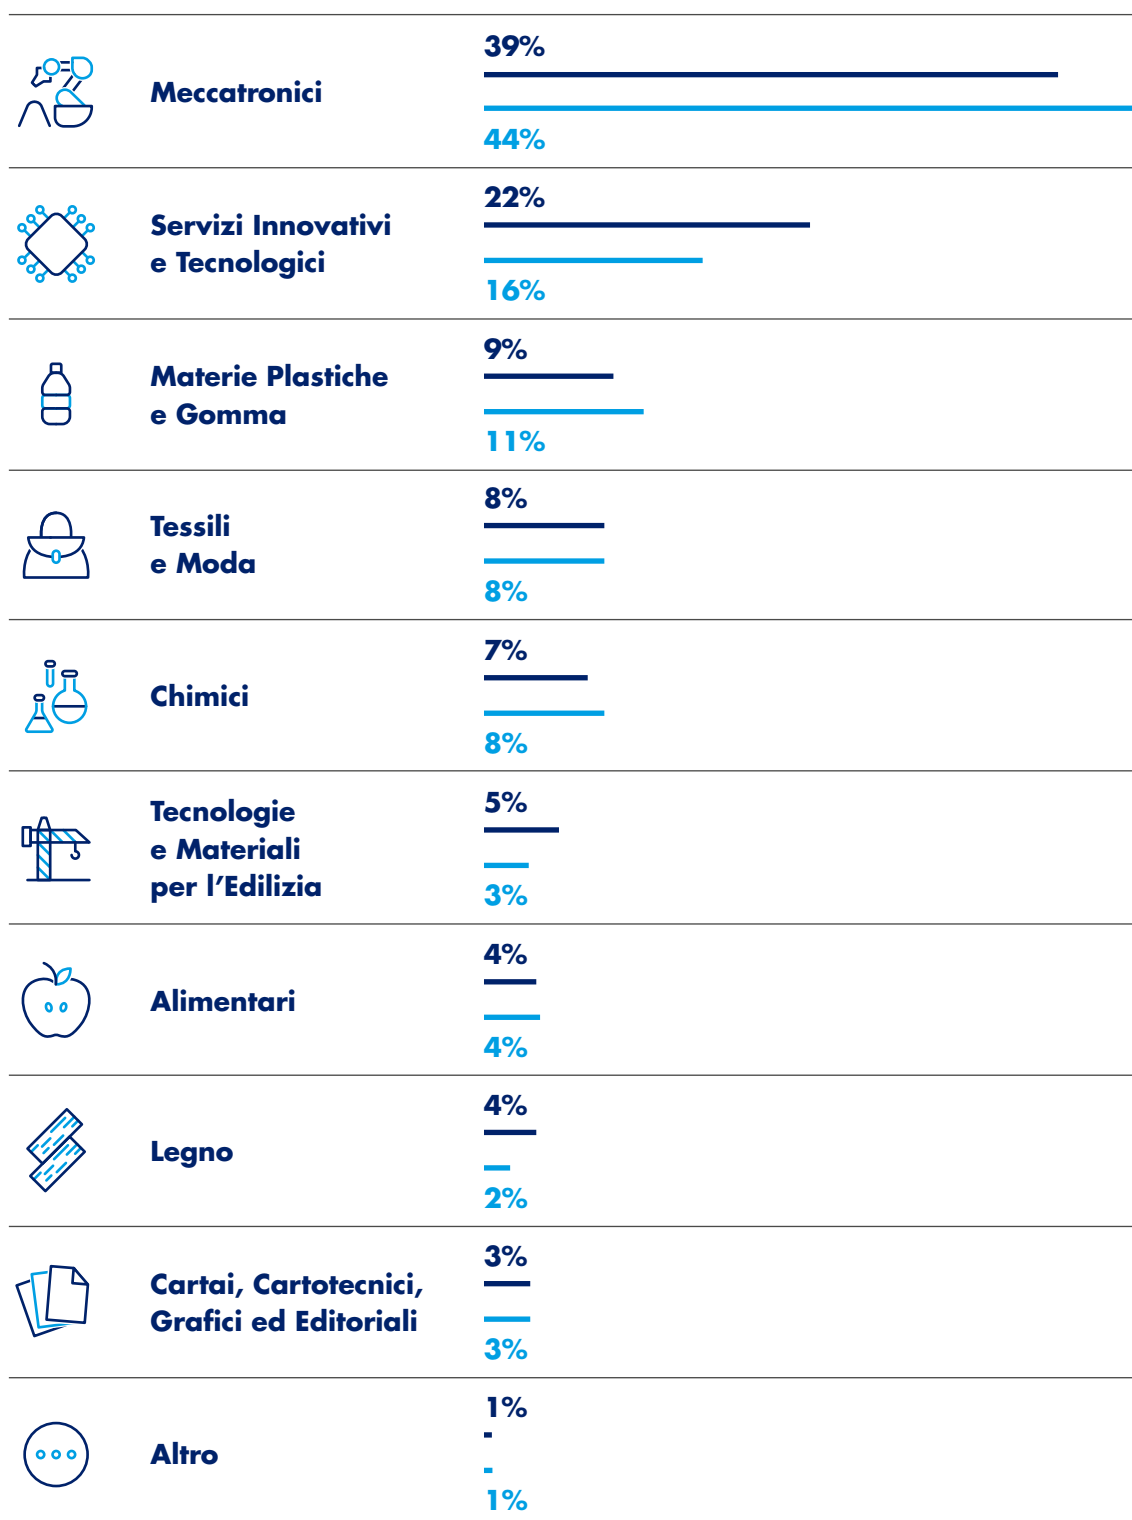 39%
Meccatronici
44%
22%
Servizi Innovativi
e Tecnologici
16%
9%
Materie Plastiche
e Gomma
11%
8%
Tessili
e Moda
8%
7%
Chimici
8%
5%
Tecnologie
e Materiali
per l’Edilizia
3%
4%
Alimentari
4%
4%
Legno
2%
3%
Cartai, Cartotecnici,
Grafici ed Editoriali
3%
1%
Altro
1%